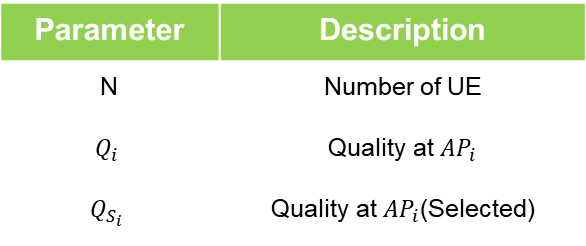 Parameter Description
N Number of UE
Q_i Quality at AP_i
Q_{S_i} Quality at AP_i(Selected)